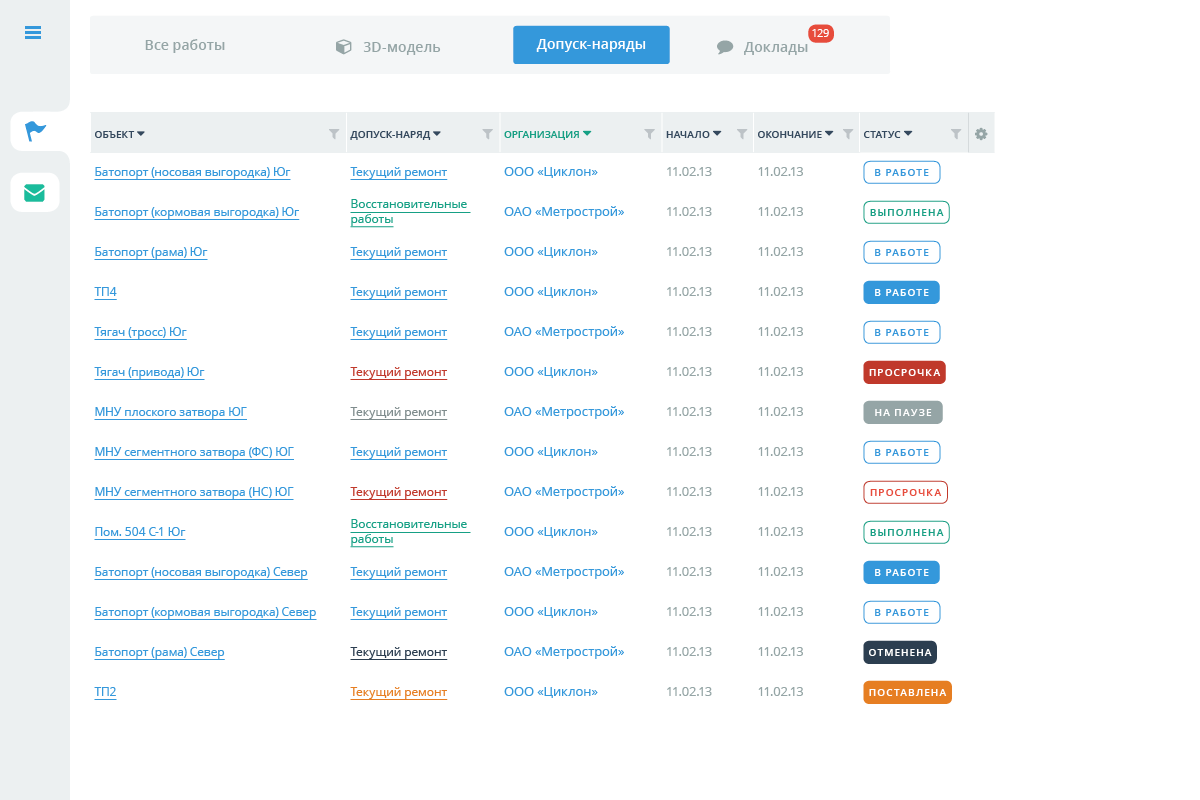 Все работы 3D-модель Допуск-наряды Доклады 129
ОБЪЕКТ ДОПУСК-НАРЯД ОРГАНИЗАЦИЯ НАЧАЛО ОКОНЧАНИЕ СТАТУС
Батопорт (носовая выгородка) Юг Текущий ремонт ООО «Циклон» 11.02.13 11.02.13 В РАБОТЕ
Батопорт (кормовая выгородка) Юг Восстановительные работы ОАО «Метрострой» 11.02.13 11.02.13 ВЫПОЛНЕНА
Батопорт (рама) Юг Текущий ремонт ООО «Циклон» 11.02.13 11.02.13 В РАБОТЕ
ТП4 Текущий ремонт ООО «Циклон» 11.02.13 11.02.13 В РАБОТЕ
Тягач (тросс) Юг Текущий ремонт ОАО «Метрострой» 11.02.13 11.02.13 В РАБОТЕ
Тягач (привода) Юг Текущий ремонт ООО «Циклон» 11.02.13 11.02.13 ПРОСРОЧКА
МНУ плоского затвора ЮГ Текущий ремонт ОАО «Метрострой» 11.02.13 11.02.13 НА ПАУЗЕ
МНУ сегментного затвора (ФС) ЮГ Текущий ремонт ООО «Циклон» 11.02.13 11.02.13 В РАБОТЕ
МНУ сегментного затвора (НС) ЮГ Текущий ремонт ОАО «Метрострой» 11.02.13 11.02.13 ПРОСРОЧКА
Пом. 504 С-1 Юг Восстановительные работы ООО «Циклон» 11.02.13 11.02.13 ВЫПОЛНЕНА
Батопорт (носовая выгородка) Север Текущий ремонт ОАО «Метрострой» 11.02.13 11.02.13 В РАБОТЕ
Батопорт (кормовая выгородка) Север Текущий ремонт ООО «Циклон» 11.02.13 11.02.13 В РАБОТЕ
Батопорт (рама) Север Текущий ремонт ОАО «Метрострой» 11.02.13 11.02.13 ОТМЕНЕНА
ТП2 Текущий ремонт ООО «Циклон» 11.02.13 11.02.13 ПОСТАВЛЕНА